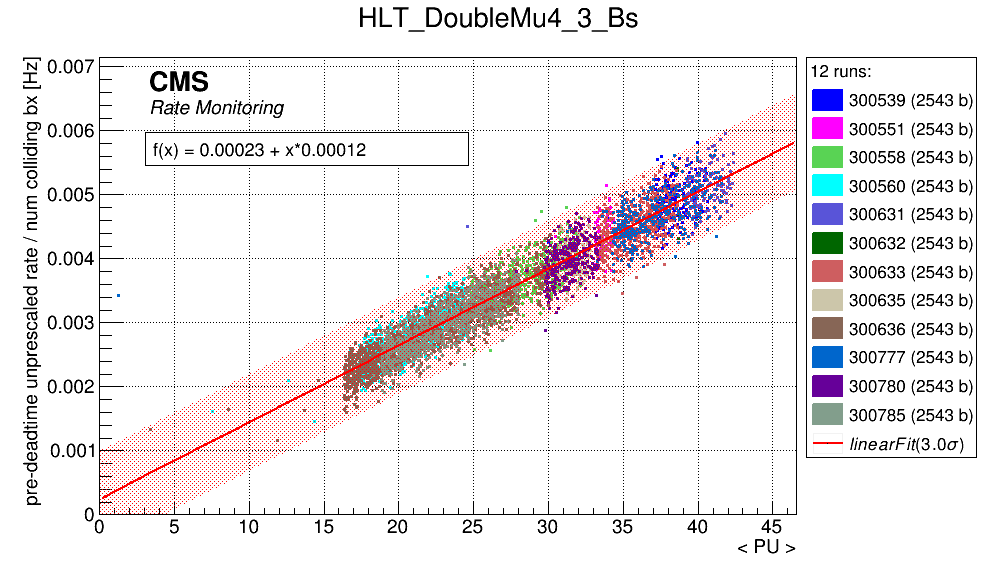 HLT_DoubleMu4_3_Bs
pre-deadtime unprescaled rate / num colliding bx [Hz]
CMS
Rate Monitoring
f(x) = 0.00023 + x*0.00012
0.007
0.006
0.005
0.004
0.003
0.002
0.001
0
0 5 10 15 20 25 30 35 40 45
< PU >
12 runs:
300539 (2543 b)
300551 (2543 b)
300558 (2543 b)
300560 (2543 b)
300631 (2543 b)
300632 (2543 b)
300633 (2543 b)
300635 (2543 b)
300636 (2543 b)
300777 (2543 b)
300780 (2543 b)
300785 (2543 b)
linearFit(3.0σ)